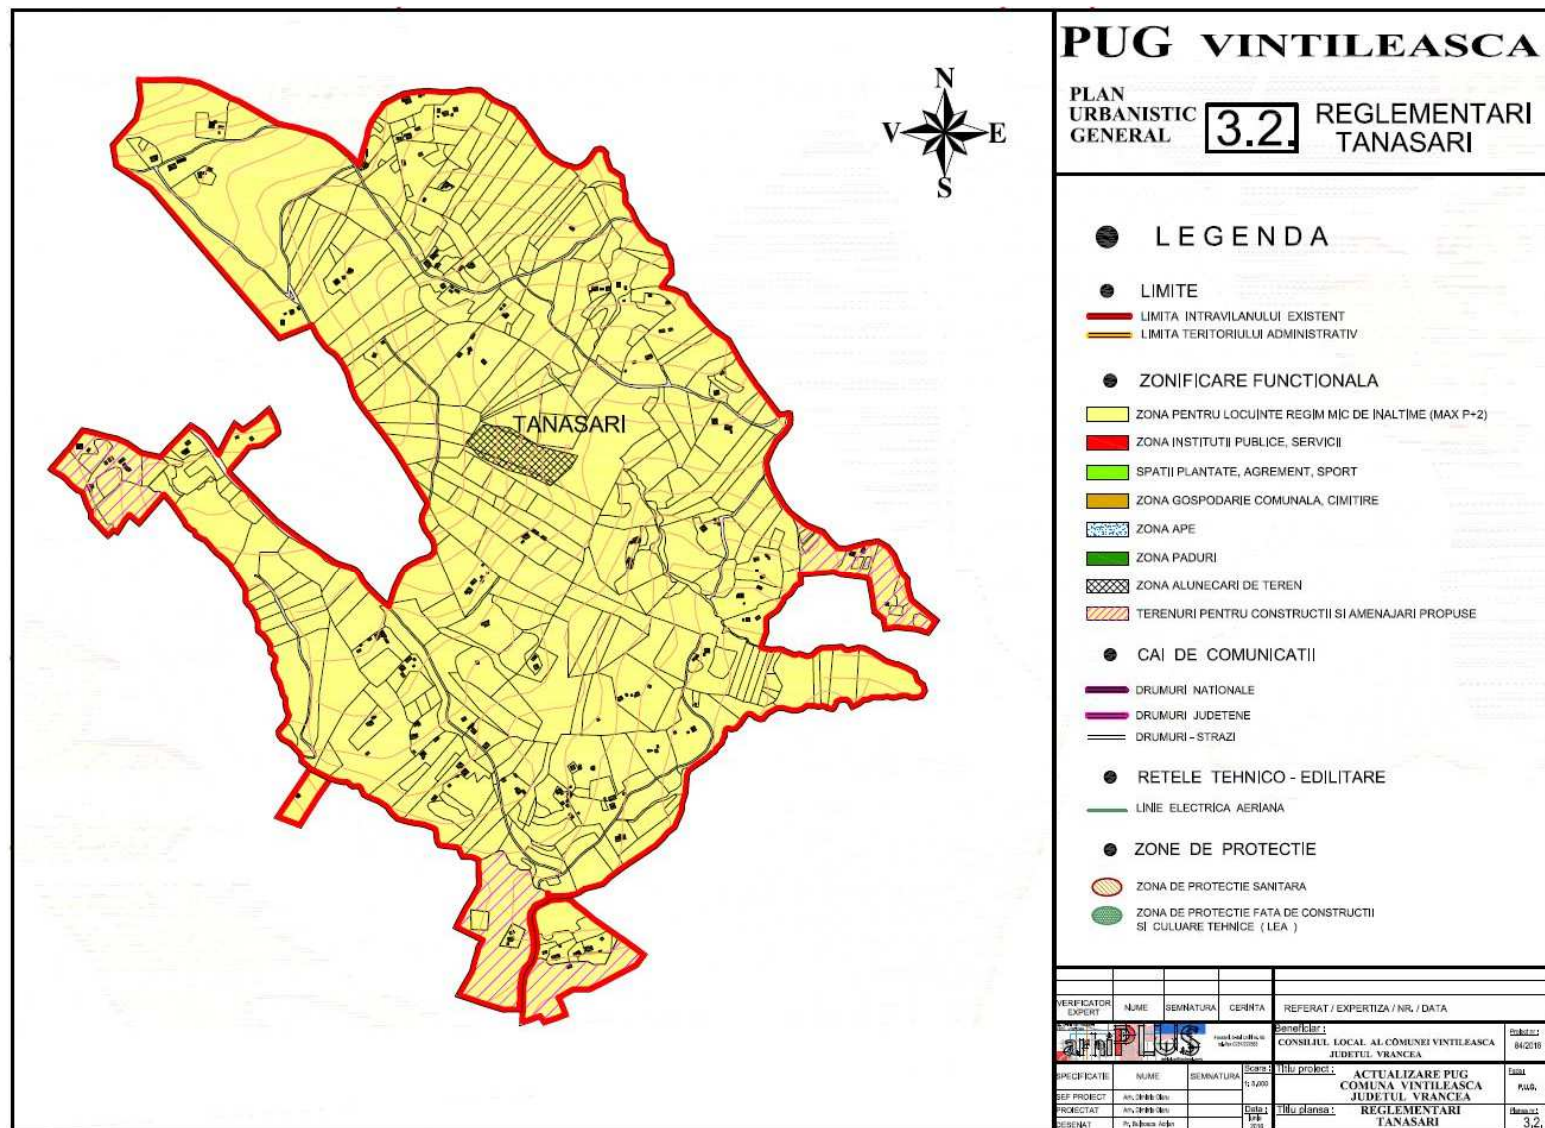 PUG VINTILEASCA
PLAN
URBANISTIC
GENERAL
3.2.
REGLEMENTARI
TANASARI
N
V
E
S
TANASARI
LEGENDA
LIMITE
LIMITA INTRAVILANULUI EXISTENT
LIMITA TERITORIULUI ADMINISTRATIV
ZONIFICARE FUNCTIONALA
ZONA PENTRU LOCUINTE REGIM MIC DE INALTIME (MAX P+2)
ZONA INSTITUTII PUBLICE, SERVICII
SPATII PLANTATE, AGREMENT, SPORT
ZONA GOSPODARIE COMUNALA, CIMITIRE
ZONA APE
ZONA PADURI
ZONA ALUNECARI DE TEREN
TERENURI PENTRU CONSTRUCTII SI AMENAJARI PROPUSE
CAI DE COMUNICATII
DRUMURI NATIONALE
DRUMURI JUDETENE
DRUMURI - STRAZI
RETELE TEHNICO - EDILITARE
LINIE ELECTRICA AERIANA
ZONE DE PROTECTIE
ZONA DE PROTECTIE SANITARA
ZONA DE PROTECTIE FATA DE CONSTRUCTII
SI CULUARE TEHNICE ( LEA )
VERIFICATOR
EXPERT
NUME
SEMNATURA
CERINTA
REFERAT / EXPERTIZA / NR. / DATA
arhiPLUS
Beneficiar :
CONSILIUL LOCAL AL COMUNEI VINTILEASCA
JUDETUL VRANCEA
Proiect nr :
84/2016
SPECIFICATIE
NUME
SEMNATURA
Scara :
Titlu proiect :
ACTUALIZARE PUG
COMUNA VINTILEASCA
JUDETUL VRANCEA
Faza:
P.U.G.
SEF PROIECT
PROIECTAT
DESENAT
Data :
Titlu plansa :
REGLEMENTARI
TANASARI
Plansa nr :
3.2.